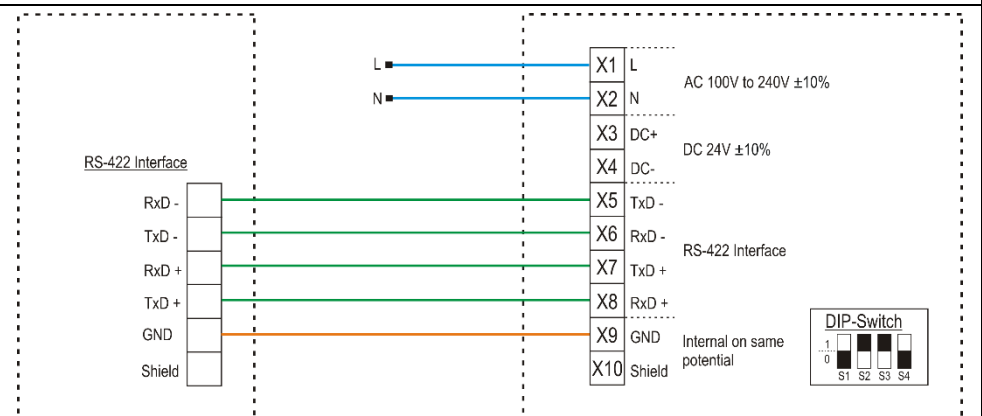 L
N
RS-422 Interface
RxD -
TxD -
RxD +
TxD +
GND
Shield
X1 L
X2 N
AC 100V to 240V ±10%
X3 DC+
X4 DC-
DC 24V ±10%
X5 TxD -
X6 RxD -
X7 TxD +
X8 RxD +
RS-422 Interface
X9 GND
X10 Shield
Internal on same
potential
DIP-Switch
1
0
S1 S2 S3 S4